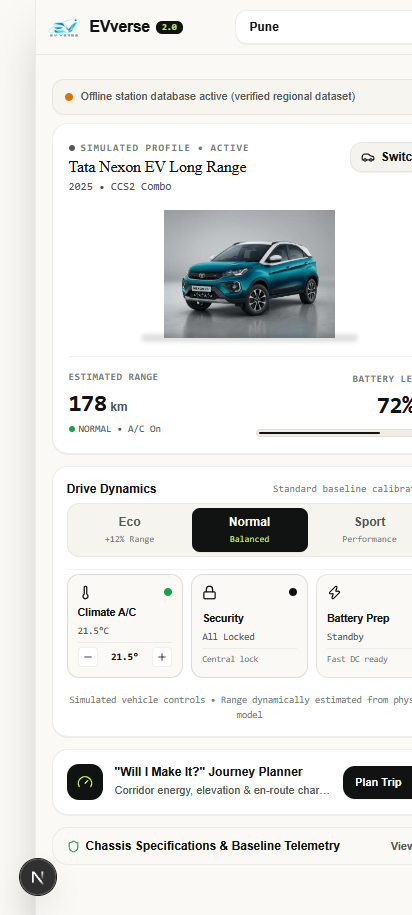 EV VERSE EVverse 2.0 Pune
Offline station database active (verified regional dataset)
SIMULATED PROFILE • ACTIVE
Tata Nexon EV Long Range
Switc
2025 • CCS2 Combo
ESTIMATED RANGE
BATTERY LE
178 km
72%
NORMAL • A/C On
Drive Dynamics
Standard baseline calibrat
Eco
Normal
Sport
+12% Range
Balanced
Performance
Climate A/C
21.5°C
− 21.5° +
Security
All Locked
Central lock
Battery Prep
Standby
Fast DC ready
Simulated vehicle controls • Range dynamically estimated from phys
model
"Will I Make It?" Journey Planner
Corridor energy, elevation & en-route char...
Plan Trip
Chassis Specifications & Baseline Telemetry
View
N